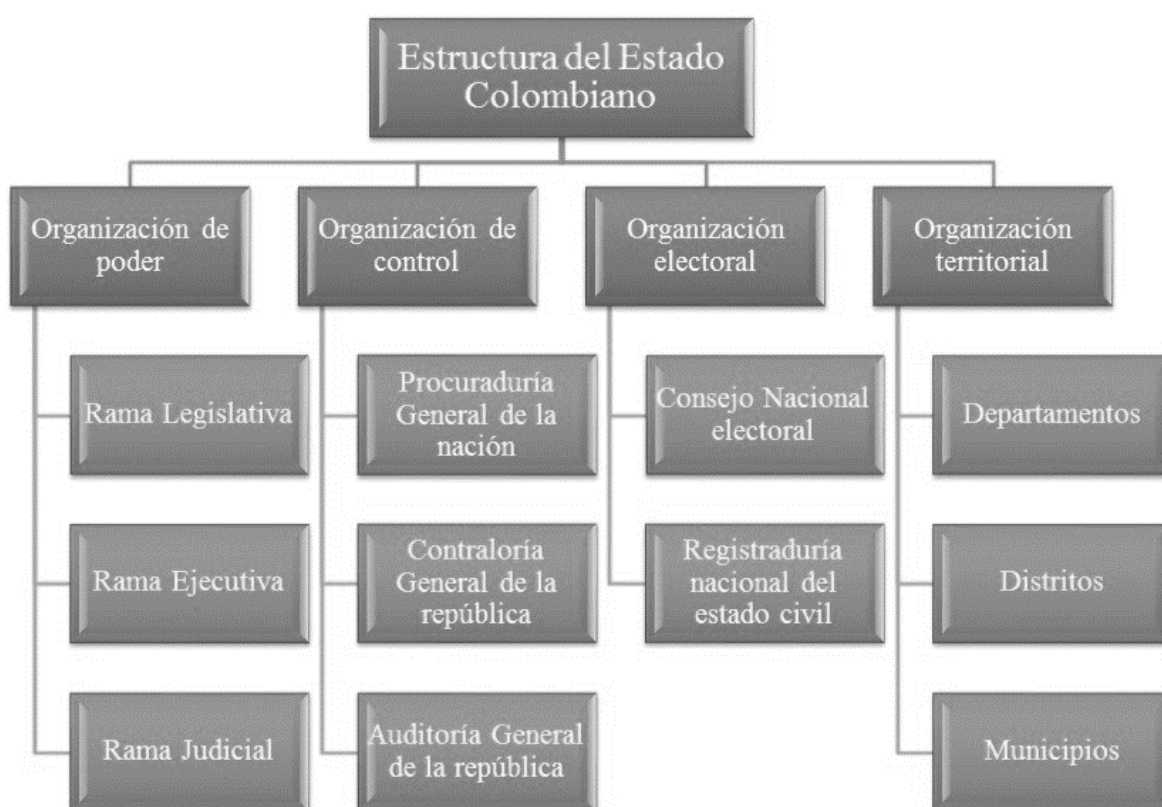 Estructura del Estado
Colombiano
Organización de
poder
Organización de
control
Organización
electoral
Organización
territorial
Rama Legislativa
Procuraduría
General de la
nación
Consejo Nacional
electoral
Departamentos
Rama Ejecutiva
Contraloría
General de la
república
Registraduría
nacional del
estado civil
Distritos
Rama Judicial
Auditoría General
de la república
Municipios